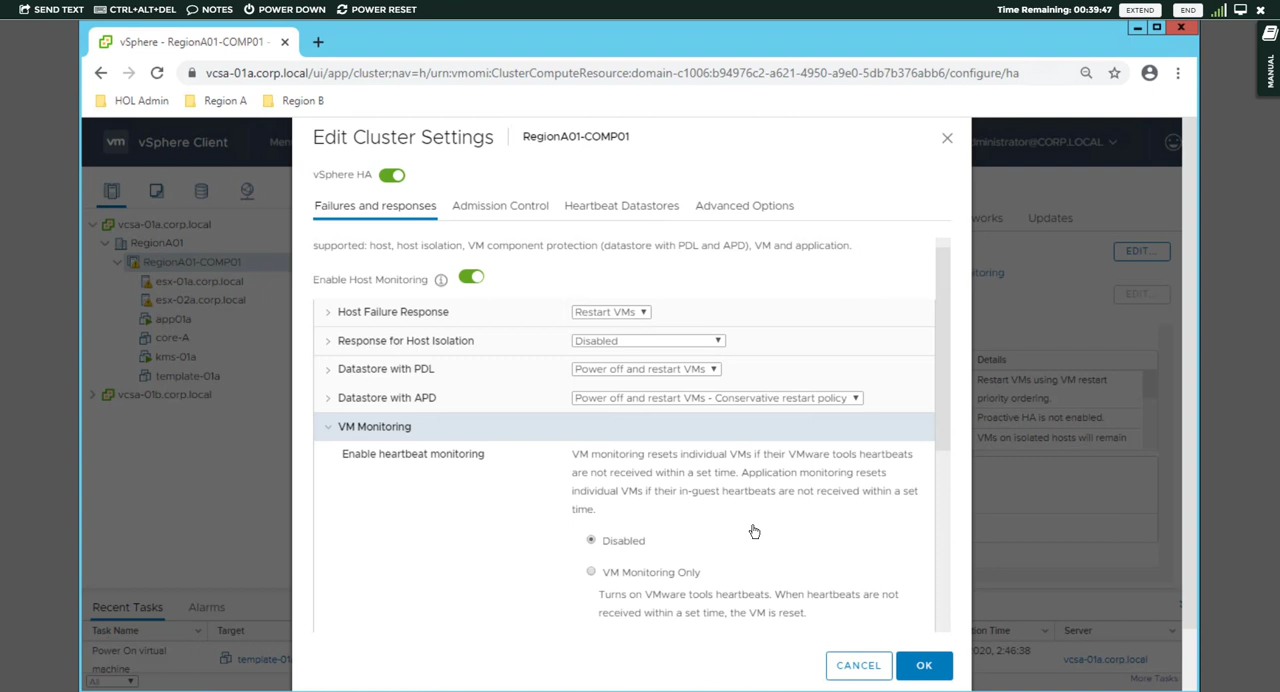 SEND TEXT CTRL+ALT+DEL NOTES POWER DOWN POWER RESET Time Remaining: 00:39:47 EXTEND END
MANUAL
vSphere - RegionA01-COMP01 -
vcsa-01a.corp.local/ui/app/cluster;nav=h/urn:vmomi:ClusterComputeResource:domain-c1006:b94976c2-a621-4950-a9e0-5db7b376abb6/configure/ha
HOL Admin Region A Region B
vm vSphere Client Men
dministrator@CORP.LOCAL
Edit Cluster Settings RegionA01-COMP01
vSphere HA
Failures and responses Admission Control Heartbeat Datastores Advanced Options
supported: host, host isolation, VM component protection (datastore with PDL and APD), VM and application.
Enable Host Monitoring
Host Failure Response Restart VMs
Response for Host Isolation Disabled
Datastore with PDL Power off and restart VMs
Datastore with APD Power off and restart VMs - Conservative restart policy
VM Monitoring
Enable heartbeat monitoring VM monitoring resets individual VMs if their VMware tools heartbeats
are not received within a set time. Application monitoring resets
individual VMs if their in-guest heartbeats are not received within a set
time.
Disabled
VM Monitoring Only
Turns on VMware tools heartbeats. When heartbeats are not
received within a set time, the VM is reset.
CANCEL OK
vcsa-01a.corp.local
RegionA01
RegionA01-COMP01
esx-01a.corp.local
esx-02a.corp.local
app01a
core-A
kms-01a
template-01a
vcsa-01b.corp.local
works Updates
EDIT...
itoring
EDIT...
Details
Restart VMs using VM restart
priority ordering.
Proactive HA is not enabled.
VMs on isolated hosts will remain
Recent Tasks Alarms
Task Name Target
ion Time Server
Power On virtual
machine
template-01
020, 2:46:38 vcsa-01a.corp.local
All
More Tasks